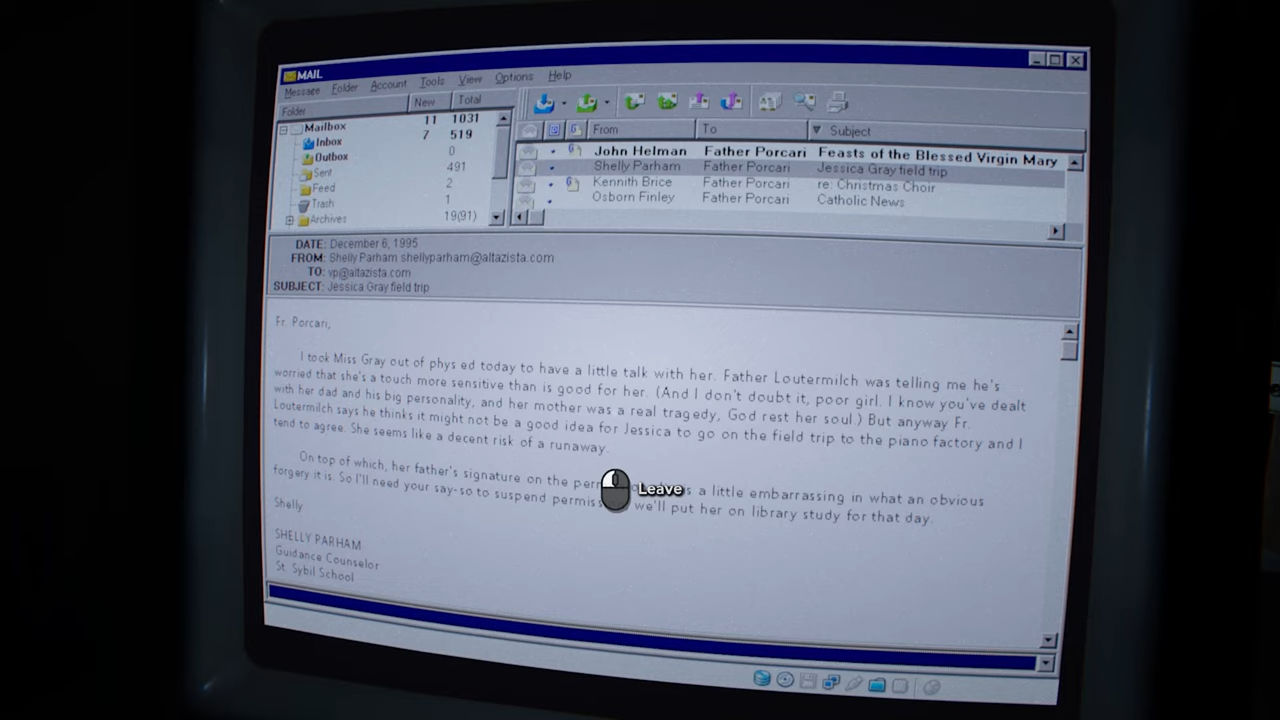 MAIL
Message Folder Account Tools View Options Help
Folder New Total
Mailbox 11 1031
Inbox 7 519
Outbox 0
Sent 491
Feed 2
Trash 1
Archives 19(91)
From To Subject
John Helman Father Porcari Feasts of the Blessed Virgin Mary
Shelly Parham Father Porcari Jessica Gray field trip
Kennith Brice Father Porcari re: Christmas Choir
Osborn Finley Father Porcari Catholic News
DATE: December 6, 1995
FROM: Shelly Parham shellyparham@altazista.com
TO: vp@altazista.com
SUBJECT: Jessica Gray field trip
Fr. Porcari,
I took Miss Gray out of phys ed today to have a little talk with her. Father Loutermilch was telling me he's
worried that she's a touch more sensitive than is good for her. (And I don't doubt it, poor girl. I know you've dealt
with her dad and his big personality, and her mother was a real tragedy, God rest her soul.) But anyway Fr.
Loutermilch says he thinks it might not be a good idea for Jessica to go on the field trip to the piano factory and I
tend to agree. She seems like a decent risk of a runaway.
On top of which, her father's signature on the a little embarrassing in what an obvious
forgery it is. So I'll need your say-so to suspend we'll put her on library study for that day.
Leave
Shelly
SHELLY PARHAM
Guidance Counselor
St. Sybil School